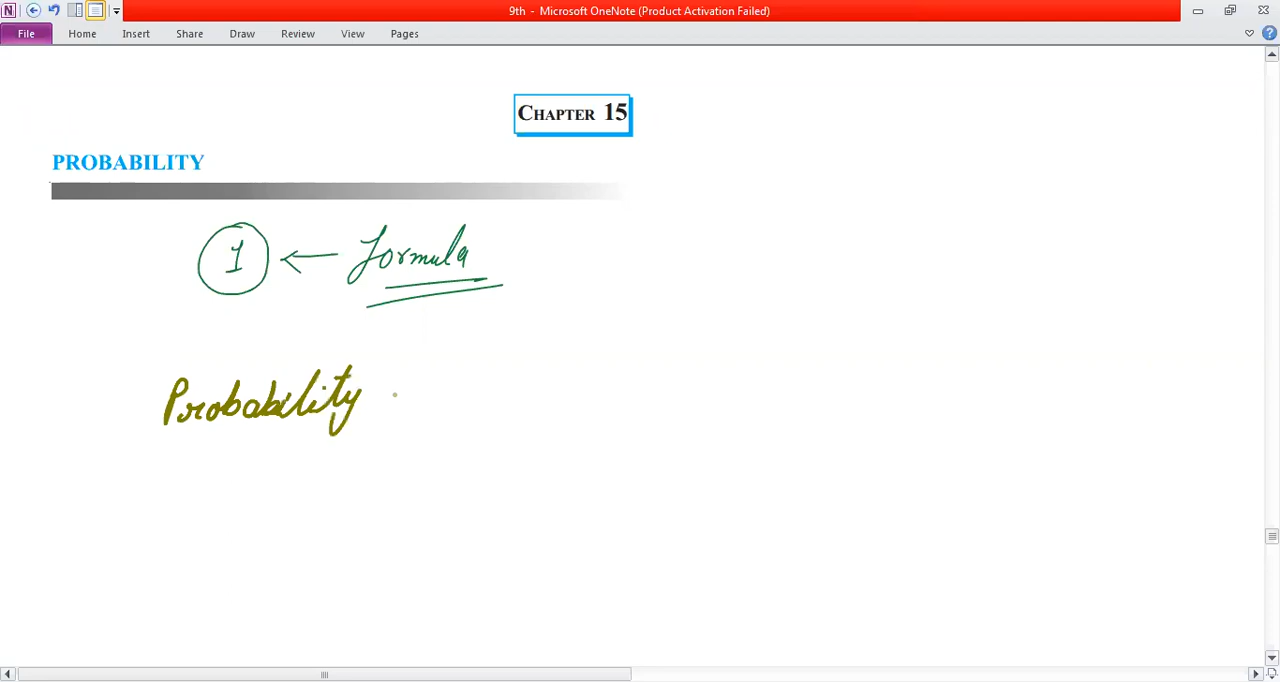 9th - Microsoft OneNote (Product Activation Failed)
File Home Insert Share Draw Review View Pages
CHAPTER 15
PROBABILITY
1 ← formula
Probability